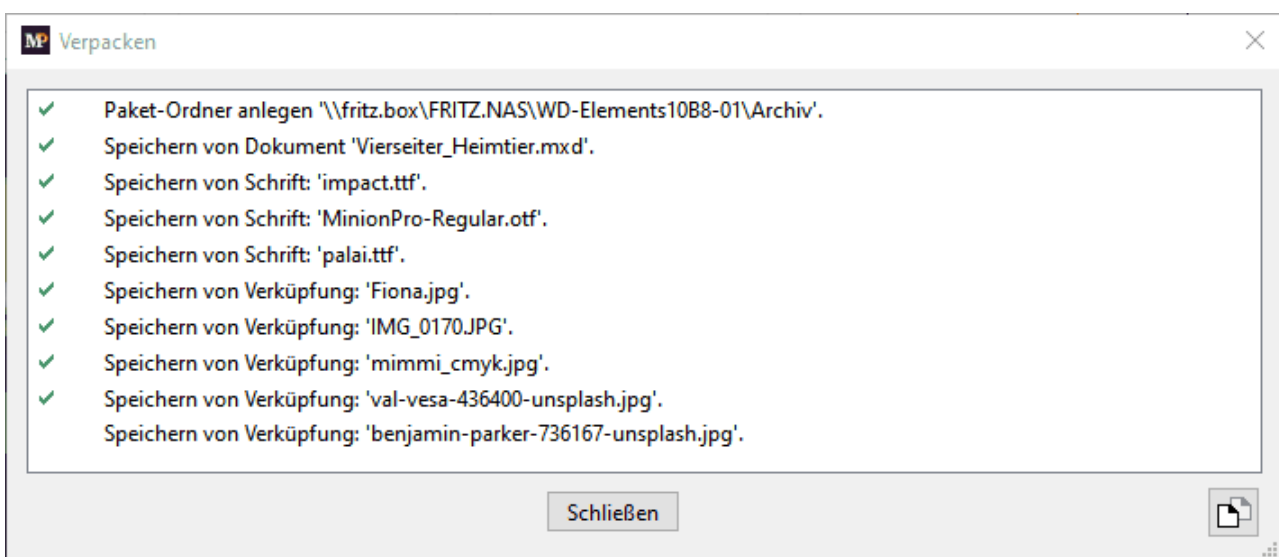 MP Verpacken
Paket-Ordner anlegen '\\fritz.box\FRITZ.NAS\WD-Elements10B8-01\Archiv'.
Speichern von Dokument 'Vierseiter_Heimtier.mxd'.
Speichern von Schrift: 'impact.ttf'.
Speichern von Schrift: 'MinionPro-Regular.otf'.
Speichern von Schrift: 'palai.ttf'.
Speichern von Verküpfung: 'Fiona.jpg'.
Speichern von Verküpfung: 'IMG_0170.JPG'.
Speichern von Verküpfung: 'mimmi_cmyk.jpg'.
Speichern von Verküpfung: 'val-vesa-436400-unsplash.jpg'.
Speichern von Verküpfung: 'benjamin-parker-736167-unsplash.jpg'.
Schließen